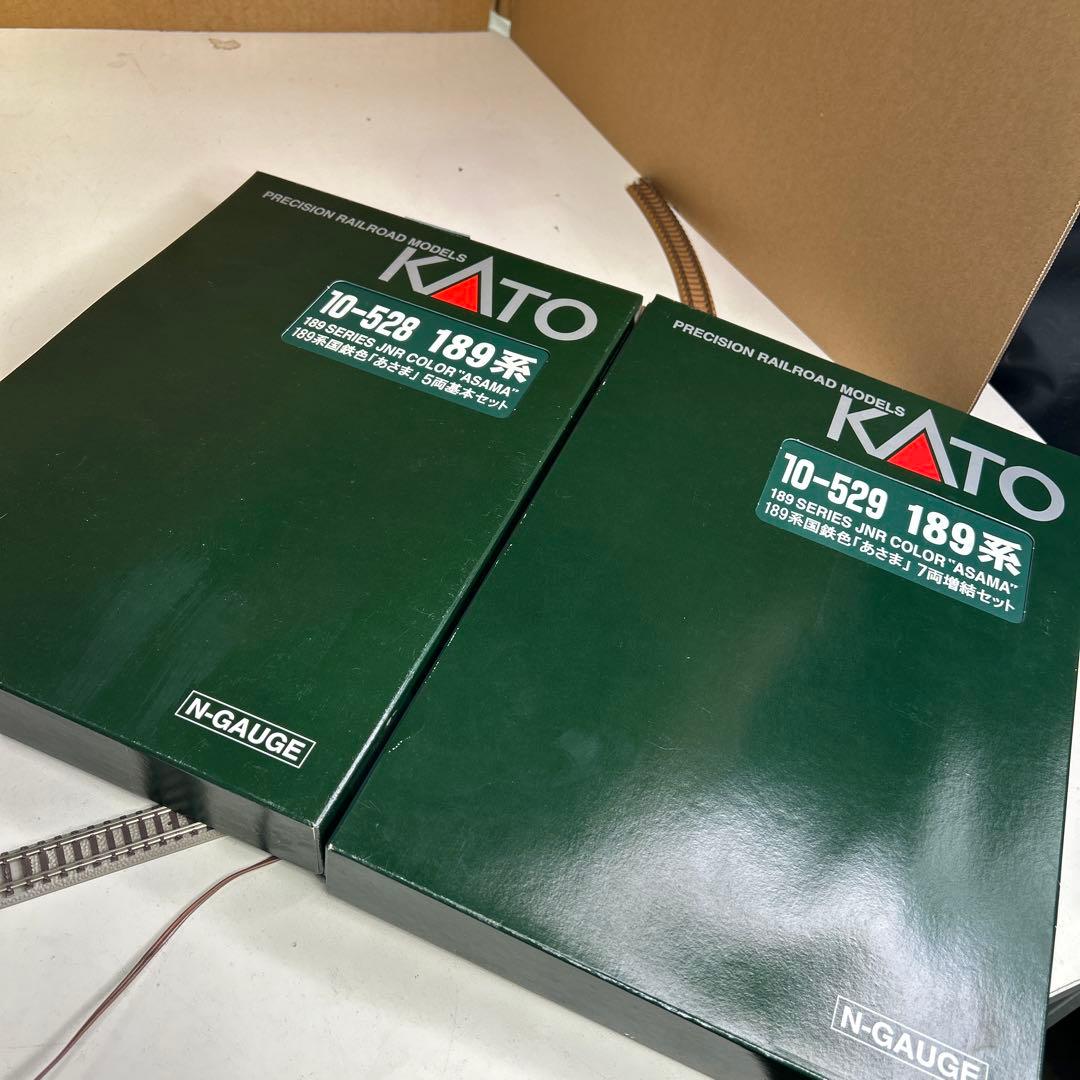 PRECISION RAILROAD MODELS
KATO
10-528 189系
189 SERIES JNR COLOR "ASAMA"
189系国鉄色「あさま」 5両基本セット
N-GAUGE
PRECISION RAILROAD MODELS
KATO
10-529 189系
189 SERIES JNR COLOR "ASAMA"
189系国鉄色「あさま」 7両増結セット
N-GAUGE